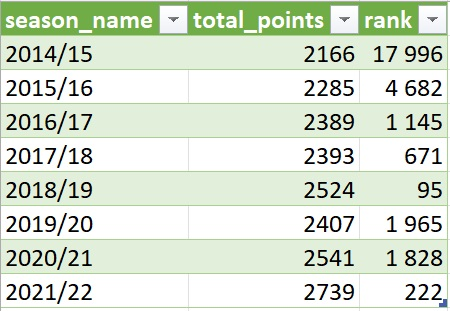 season_name total_points rank
2014/15 2166 17 996
2015/16 2285 4 682
2016/17 2389 1 145
2017/18 2393 671
2018/19 2524 95
2019/20 2407 1 965
2020/21 2541 1 828
2021/22 2739 222